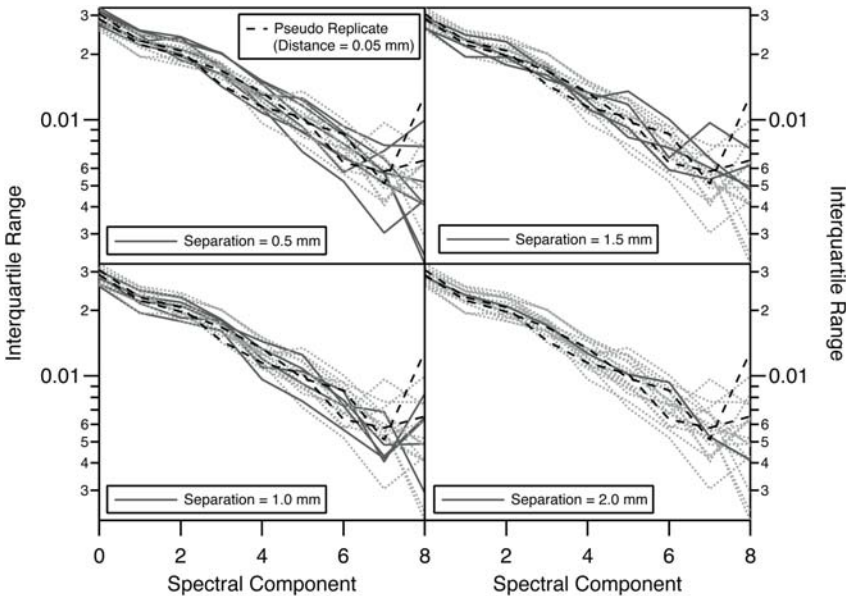 3
2
0.01
6
5
4
3
Pseudo Replicate
(Distance = 0.05 mm)
Separation = 0.5 mm
3
2
0.01
6
5
4
3
Separation = 1.5 mm
3
2
0.01
6
5
4
3
Separation = 1.0 mm
3
2
0.01
6
5
4
3
Separation = 2.0 mm
Interquartile Range
Interquartile Range
0 2 4 6 8
2 4 6 8
Spectral Component
Spectral Component